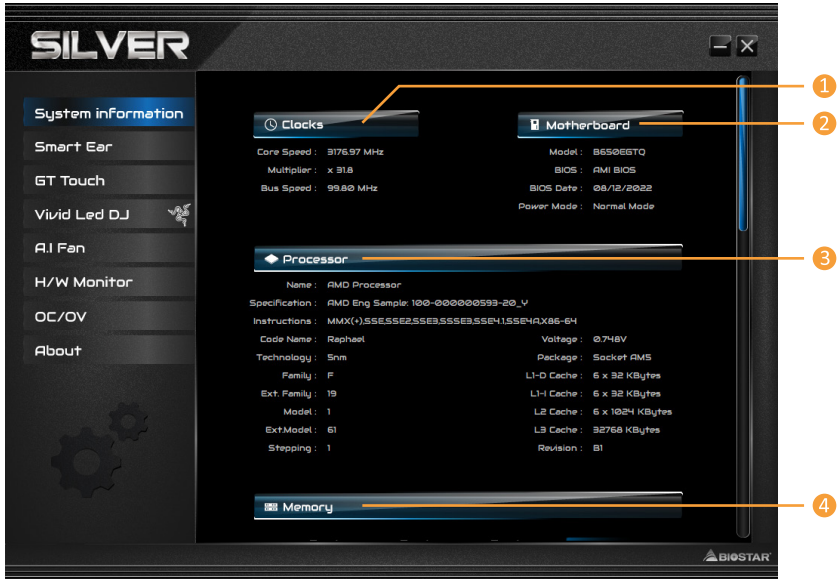 SILVER
System information
Smart Ear
GT Touch
Vivid Led DJ
A.I Fan
H/W Monitor
OC/OV
About
Clocks
Core Speed : 3176.97 MHz
Multiplier : x 31.8
Bus Speed : 99.80 MHz
Motherboard
Model : B650EGTQ
BIOS : AMI BIOS
BIOS Date : 08/12/2022
Power Mode : Normal Mode
Processor
Name : AMD Processor
Specification : AMD Eng Sample: 100-000000593-20_Y
Instructions : MMX(+),SSE,SSE2,SSE3,SSSE3,SSE4.1,SSE4A,X86-64
Code Name : Raphael
Technology : 5nm
Family : F
Ext. Family : 19
Model : 1
Ext.Model : 61
Stepping : 1
Voltage : 0.748V
Package : Socket AM5
L1-D Cache : 6 x 32 KBytes
L1-I Cache : 6 x 32 KBytes
L2 Cache : 6 x 1024 KBytes
L3 Cache : 32768 KBytes
Revision : B1
Memory
BIOSTAR
1
2
3
4